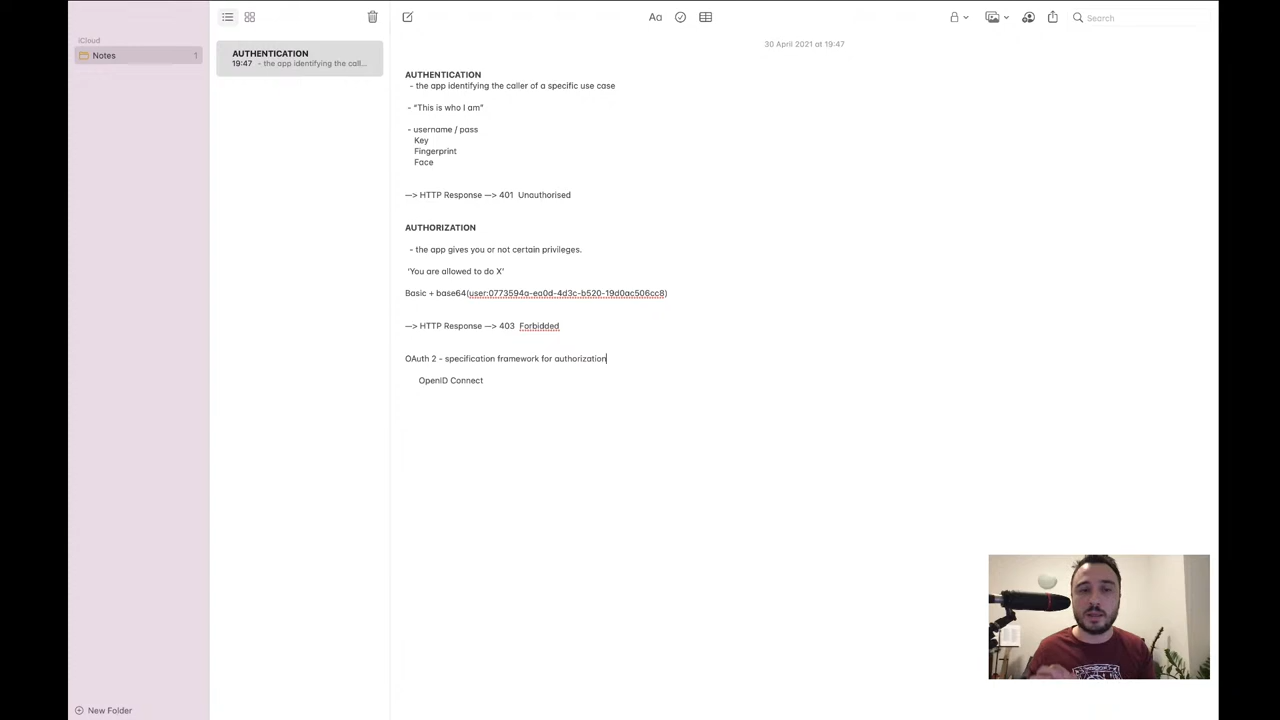 Search
iCloud
Notes 1
AUTHENTICATION
19:47 - the app identifying the call...
30 April 2021 at 19:47
AUTHENTICATION
- the app identifying the caller of a specific use case
- “This is who I am”
- username / pass
Key
Fingerprint
Face
—> HTTP Response —> 401 Unauthorised
AUTHORIZATION
- the app gives you or not certain privileges.
'You are allowed to do X'
Basic + base64(user:0773594a-ea0d-4d3c-b520-19d0ac506cc8)
—> HTTP Response —> 403 Forbidded
OAuth 2 - specification framework for authorization
OpenID Connect
New Folder
Aa